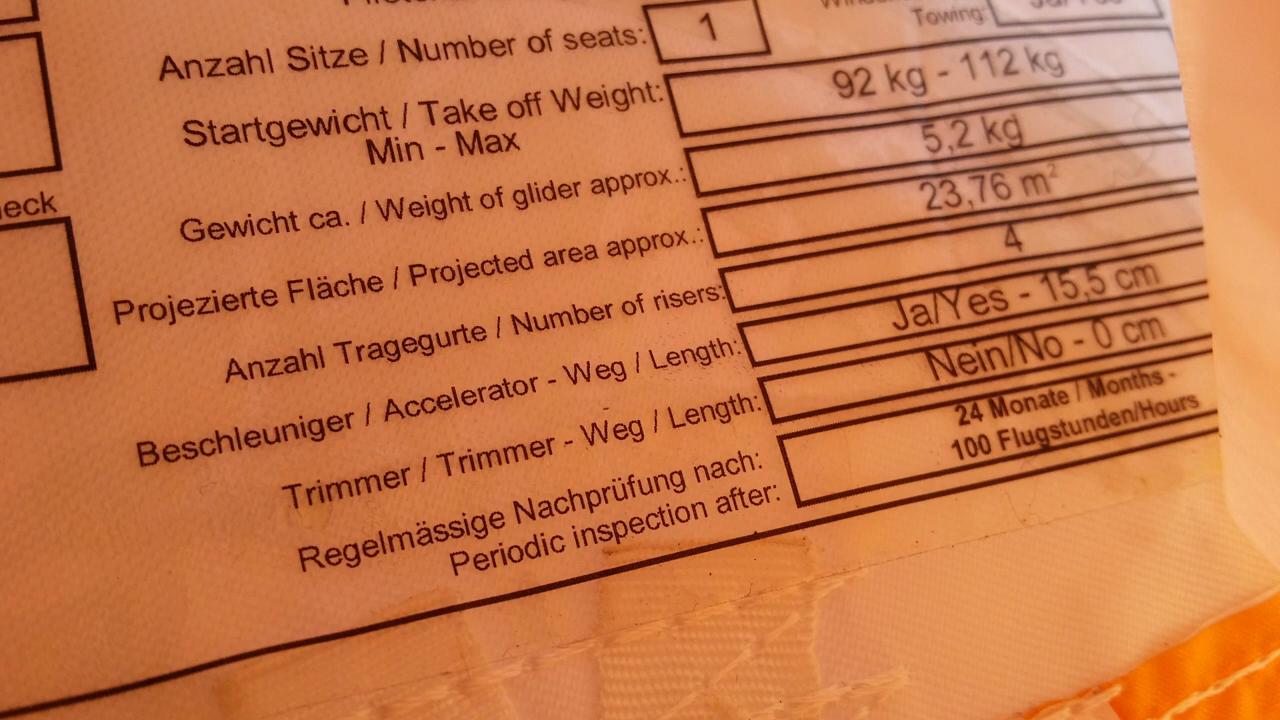 Anzahl Sitze / Number of seats: 1
Towing: Ja/Yes
Startgewicht / Take off Weight: 92 kg - 112 kg
Min - Max
Gewicht ca. / Weight of glider approx.: 5,2 kg
Projezierte Fläche / Projected area approx.: 23,76 m²
Anzahl Tragegurte / Number of risers: 4
Beschleuniger / Accelerator - Weg / Length: Ja/Yes - 15,5 cm
Trimmer / Trimmer - Weg / Length: Nein/No - 0 cm
Regelmässige Nachprüfung nach: 24 Monate / Months -
Periodic inspection after: 100 Flugstunden/Hours